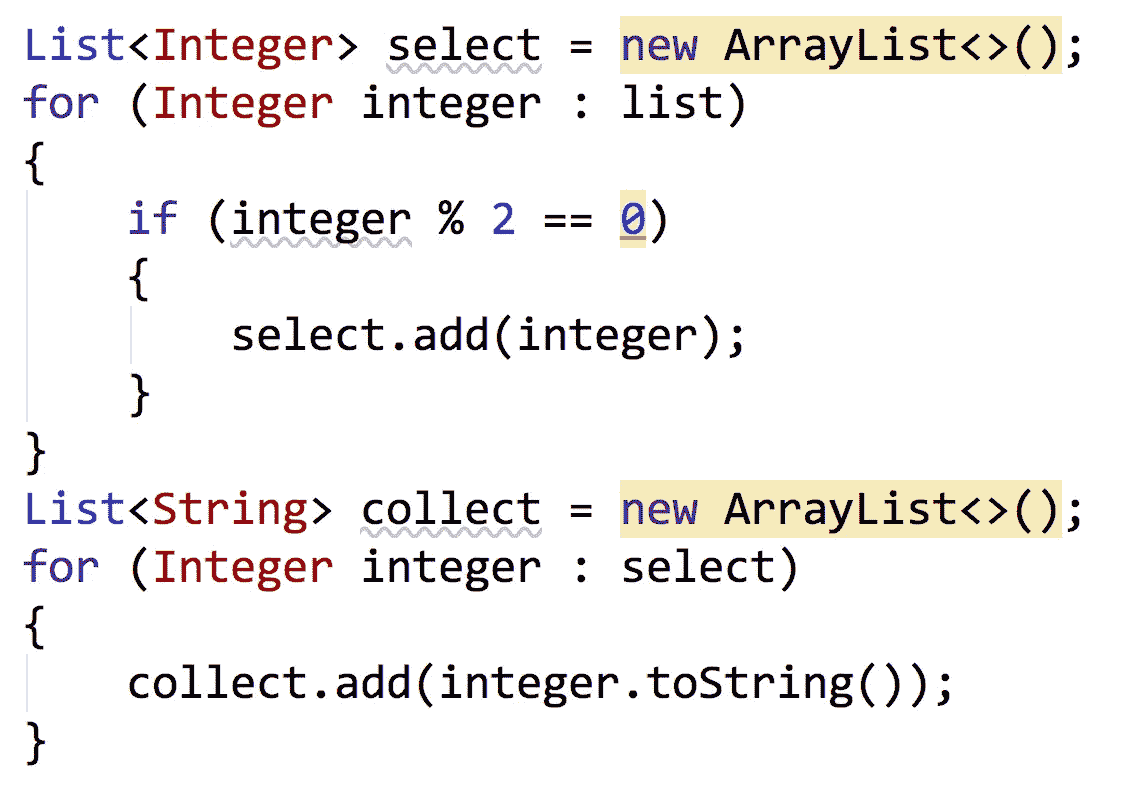 List<Integer> select = new ArrayList<>();
for (Integer integer : list)
{
    if (integer % 2 == 0)
    {
        select.add(integer);
    }
}
List<String> collect = new ArrayList<>();
for (Integer integer : select)
{
    collect.add(integer.toString());
}